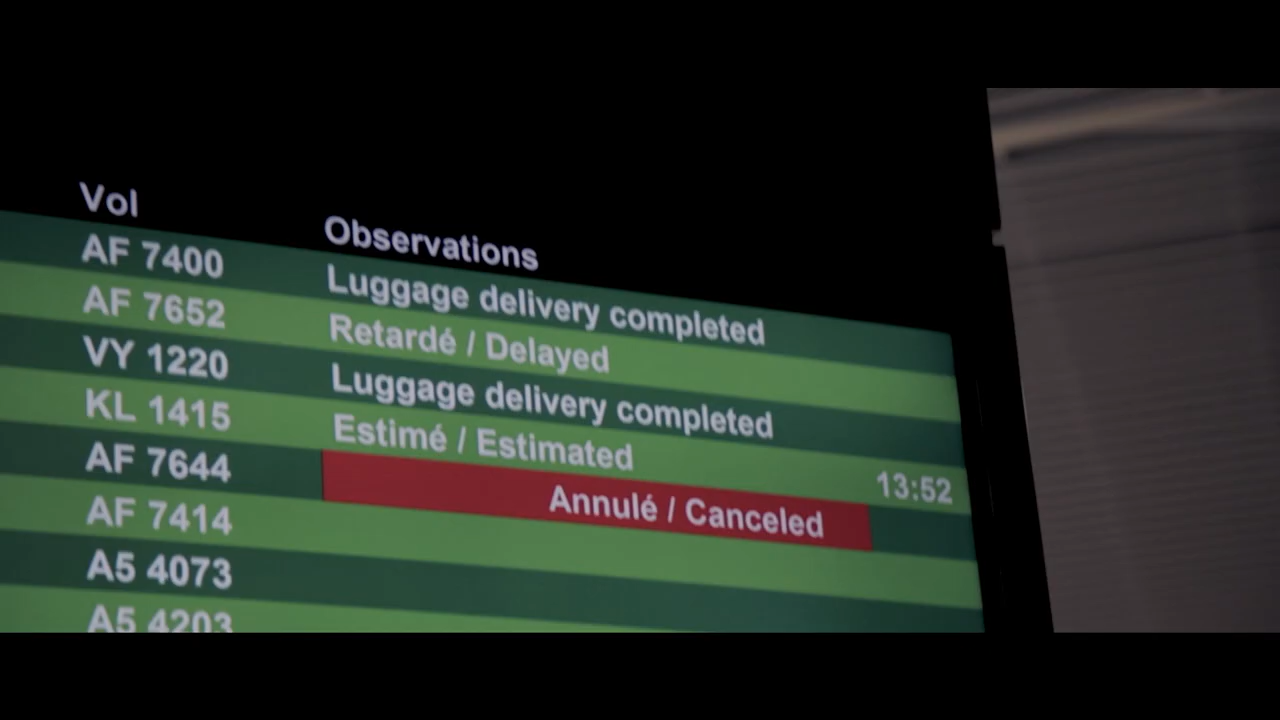 Vol Observations
AF 7400 Luggage delivery completed
AF 7652 Retardé / Delayed
VY 1220 Luggage delivery completed
KL 1415 Estimé / Estimated 13:52
AF 7644 Annulé / Canceled
AF 7414
A5 4073
A5 4203